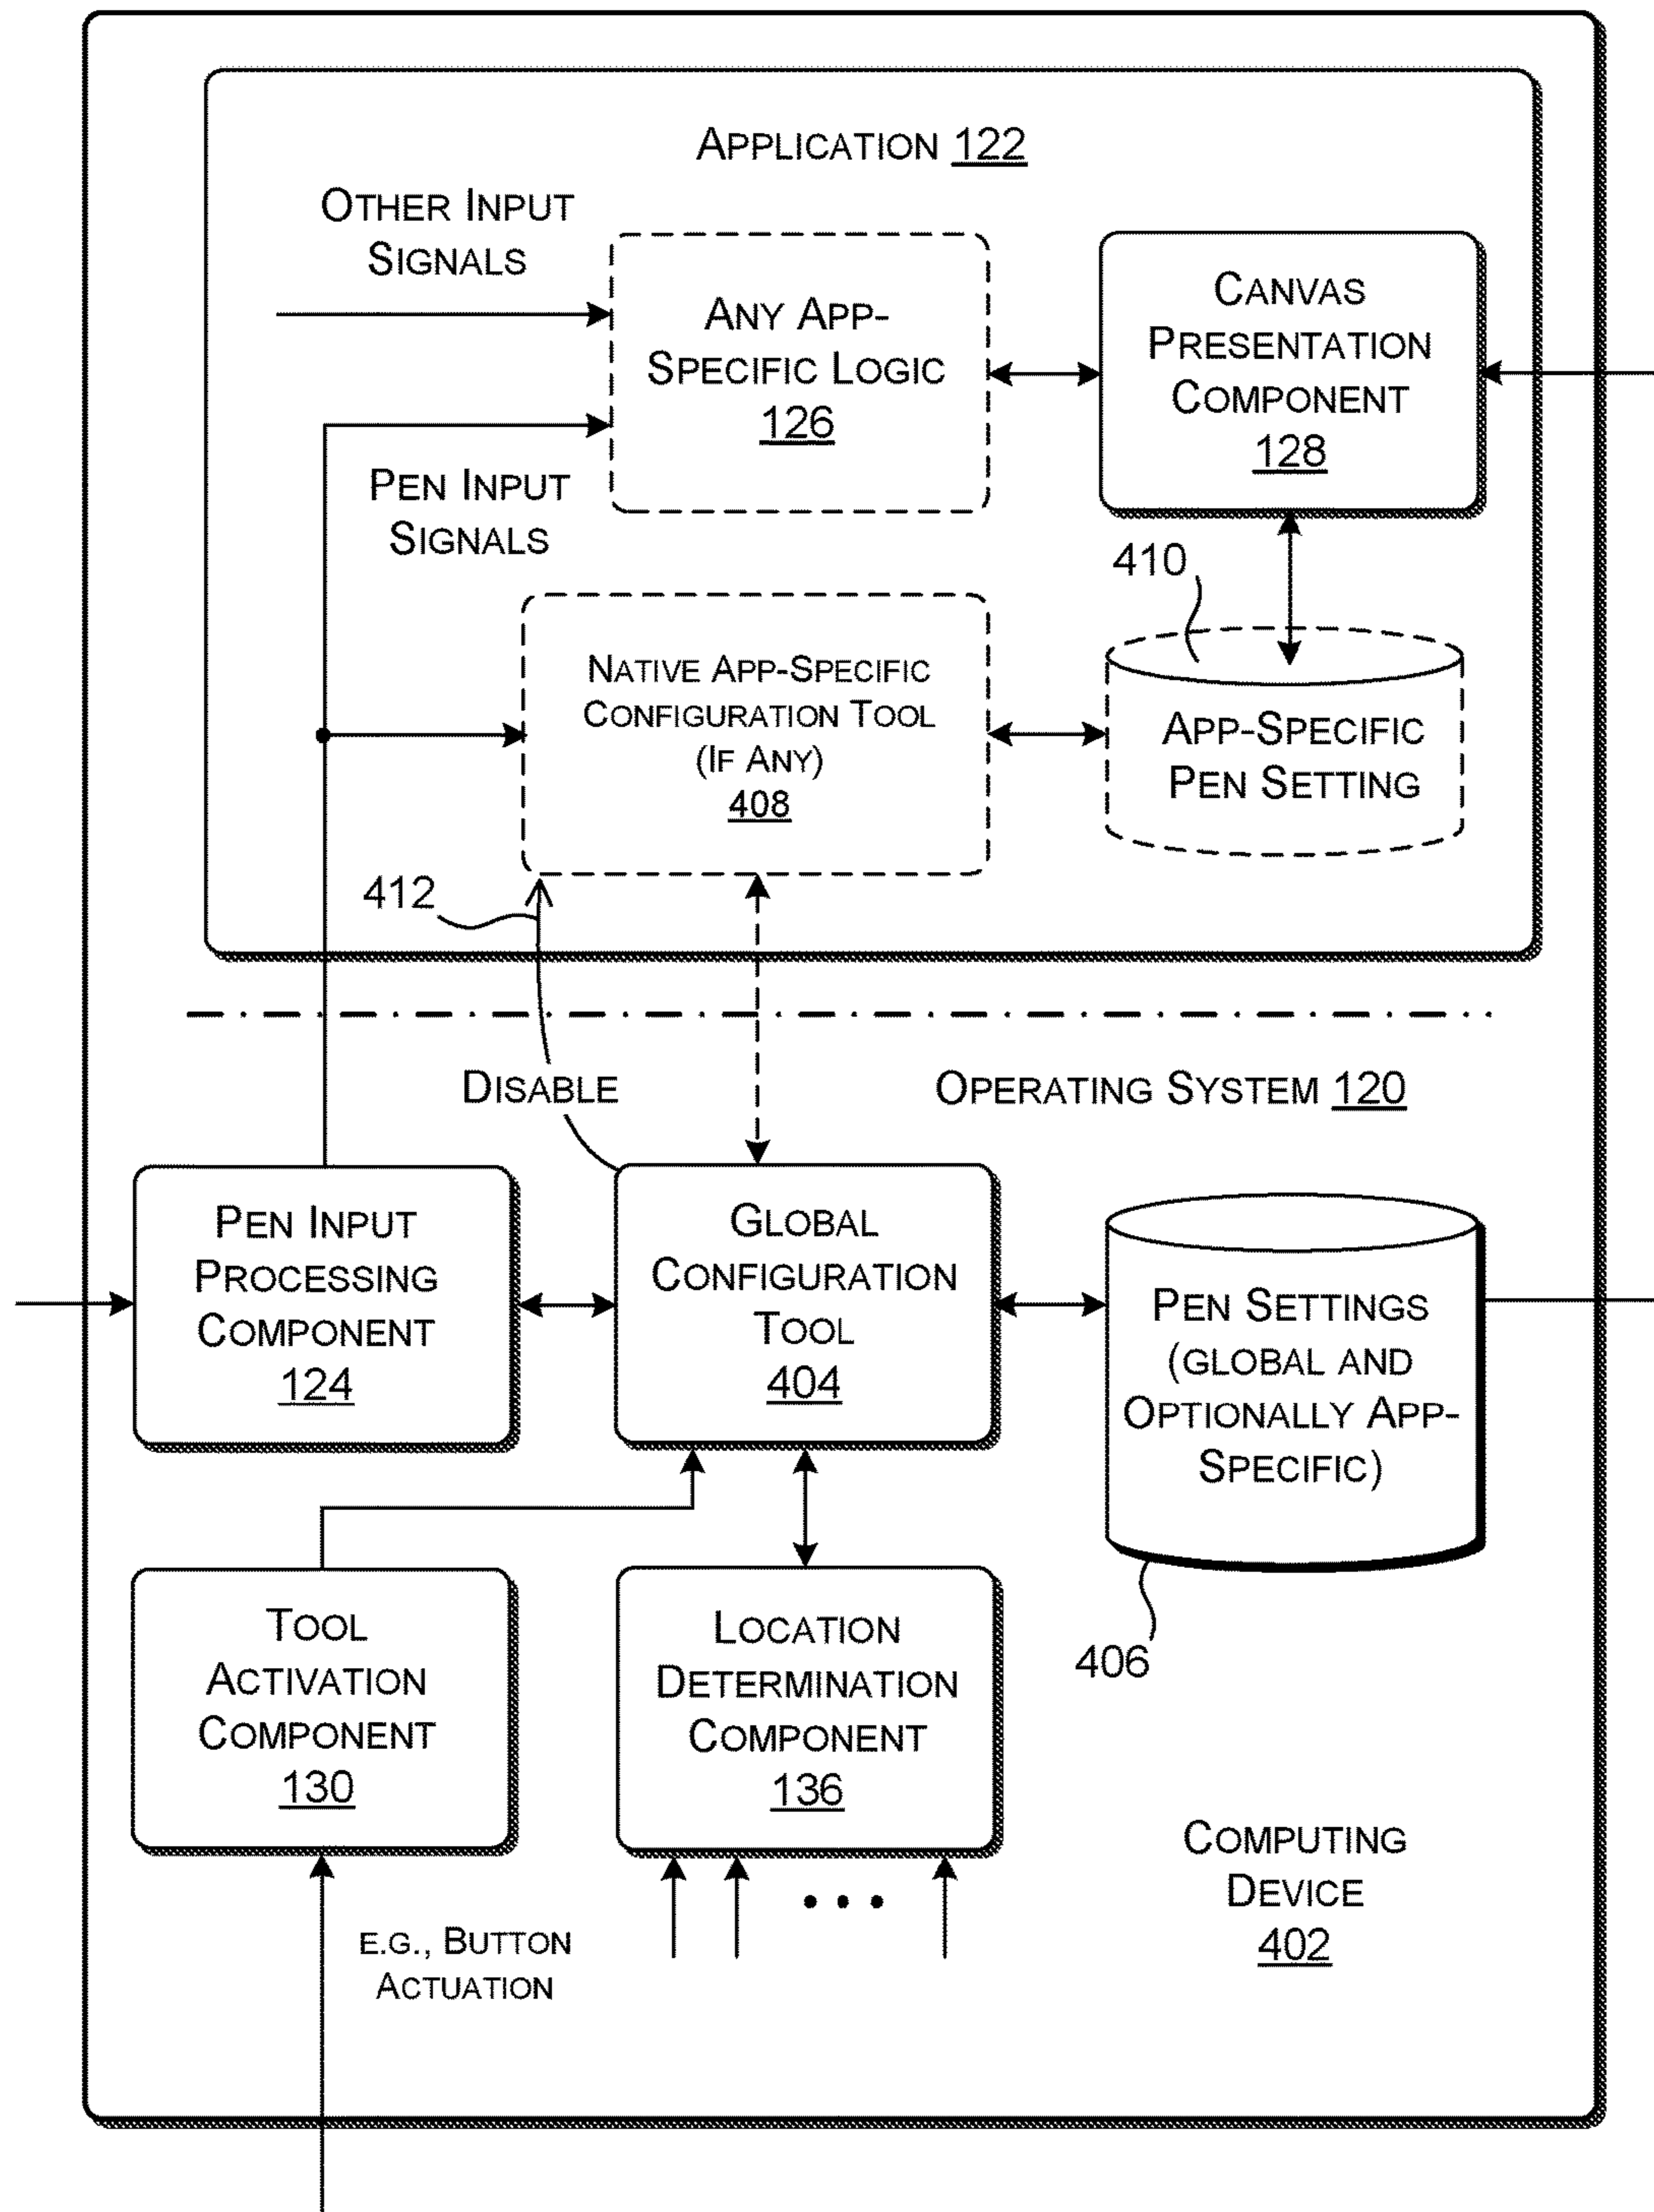 APPLICATION 122
OTHER INPUT
SIGNALS
ANY APP-
SPECIFIC LOGIC
126
CANVAS
PRESENTATION
COMPONENT
128
PEN INPUT
SIGNALS
410
NATIVE APP-SPECIFIC
CONFIGURATION TOOL
(IF ANY)
408
APP-SPECIFIC
PEN SETTING
412
DISABLE
OPERATING SYSTEM 120
PEN INPUT
PROCESSING
COMPONENT
124
GLOBAL
CONFIGURATION
TOOL
404
PEN SETTINGS
(GLOBAL AND
OPTIONALLY APP-
SPECIFIC)
406
TOOL
ACTIVATION
COMPONENT
130
LOCATION
DETERMINATION
COMPONENT
136
E.G., BUTTON
ACTUATION
COMPUTING
DEVICE
402